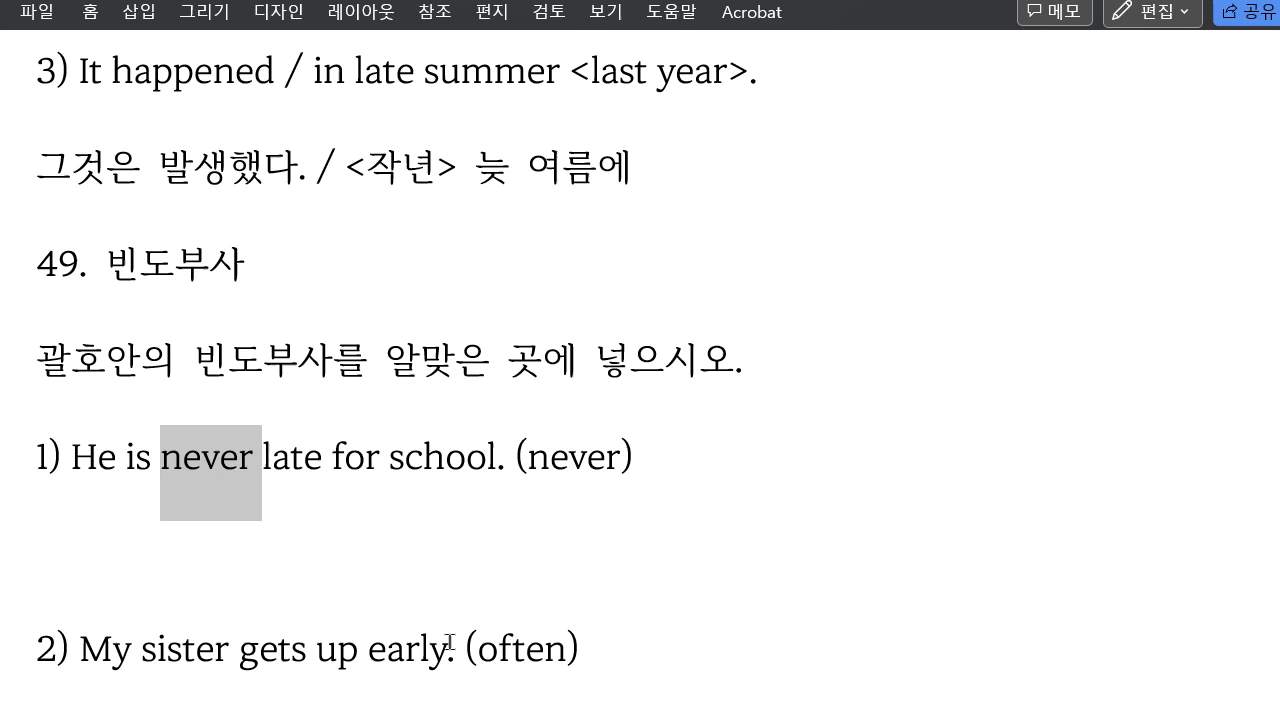 파일 홈 삽입 그리기 디자인 레이아웃 참조 편지 검토 보기 도움말 Acrobat 메모 편집 공유
3) It happened / in late summer <last year>.
그것은 발생했다. / <작년> 늦 여름에
49. 빈도부사
괄호안의 빈도부사를 알맞은 곳에 넣으시오.
1) He is never late for school. (never)
2) My sister gets up early. (often)